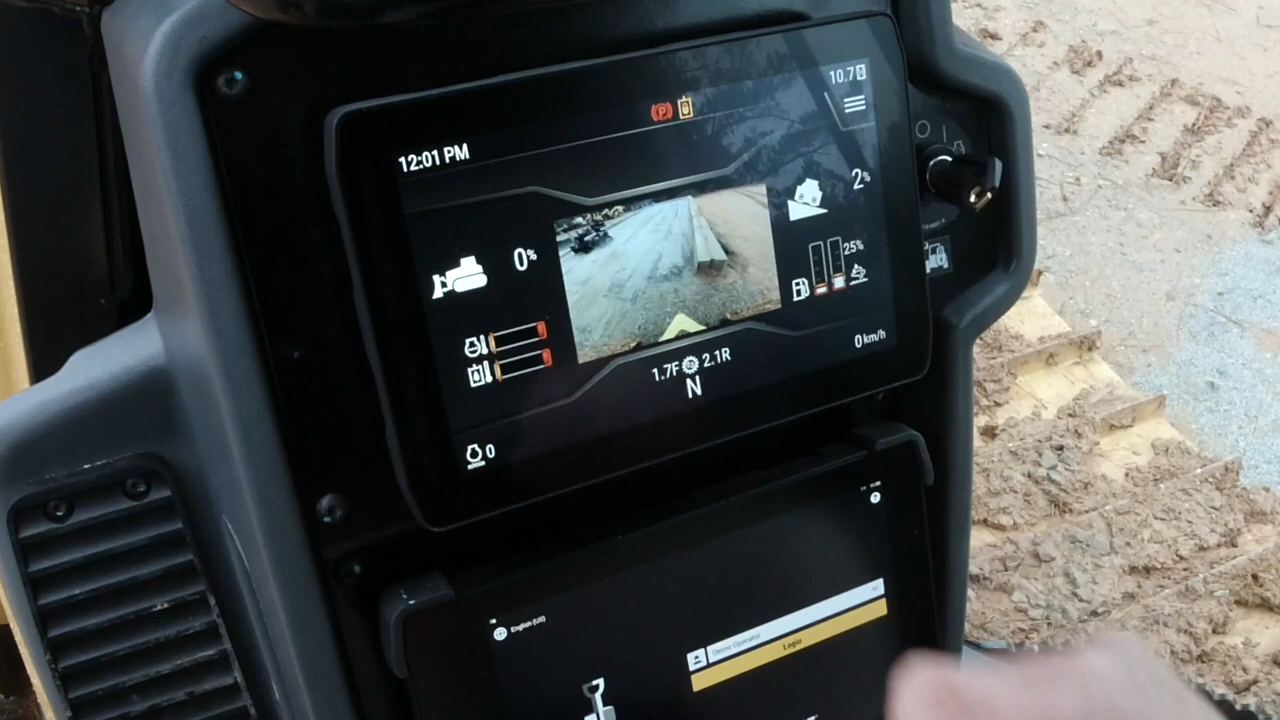 10.7
12:01 PM
2%
0%
25%
0 km/h
1.7F 2.1R
N
0
English (US)
Demo Operator
Login